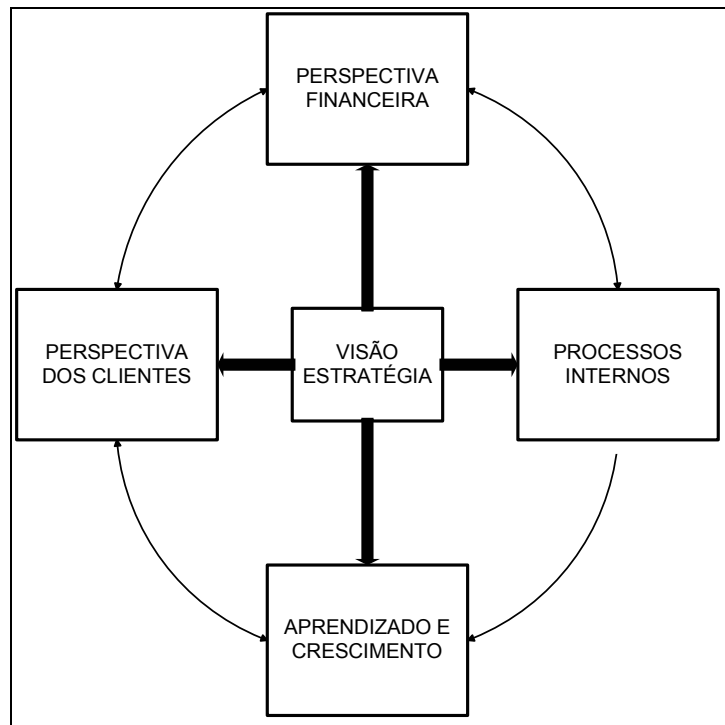 PERSPECTIVA
FINANCEIRA
PERSPECTIVA
DOS CLIENTES
VISÃO
ESTRATÉGIA
PROCESSOS
INTERNOS
APRENDIZADO E
CRESCIMENTO